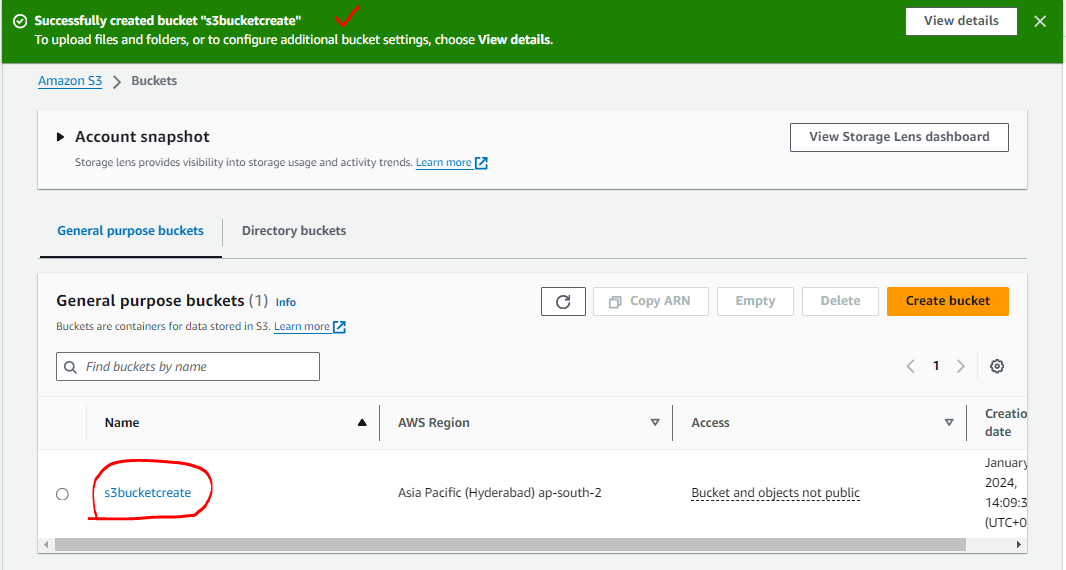 Successfully created bucket "s3bucketcreate"
View details
To upload files and folders, or to configure additional bucket settings, choose View details.
Amazon S3 > Buckets
Account snapshot
View Storage Lens dashboard
Storage lens provides visibility into storage usage and activity trends. Learn more
General purpose buckets
Directory buckets
General purpose buckets (1) Info
Copy ARN
Empty
Delete
Create bucket
Buckets are containers for data stored in S3. Learn more
Find buckets by name
1
Name
AWS Region
Access
Creatio
date
s3bucketcreate
Asia Pacific (Hyderabad) ap-south-2
Bucket and objects not public
January
2024,
14:09:3
(UTC+0